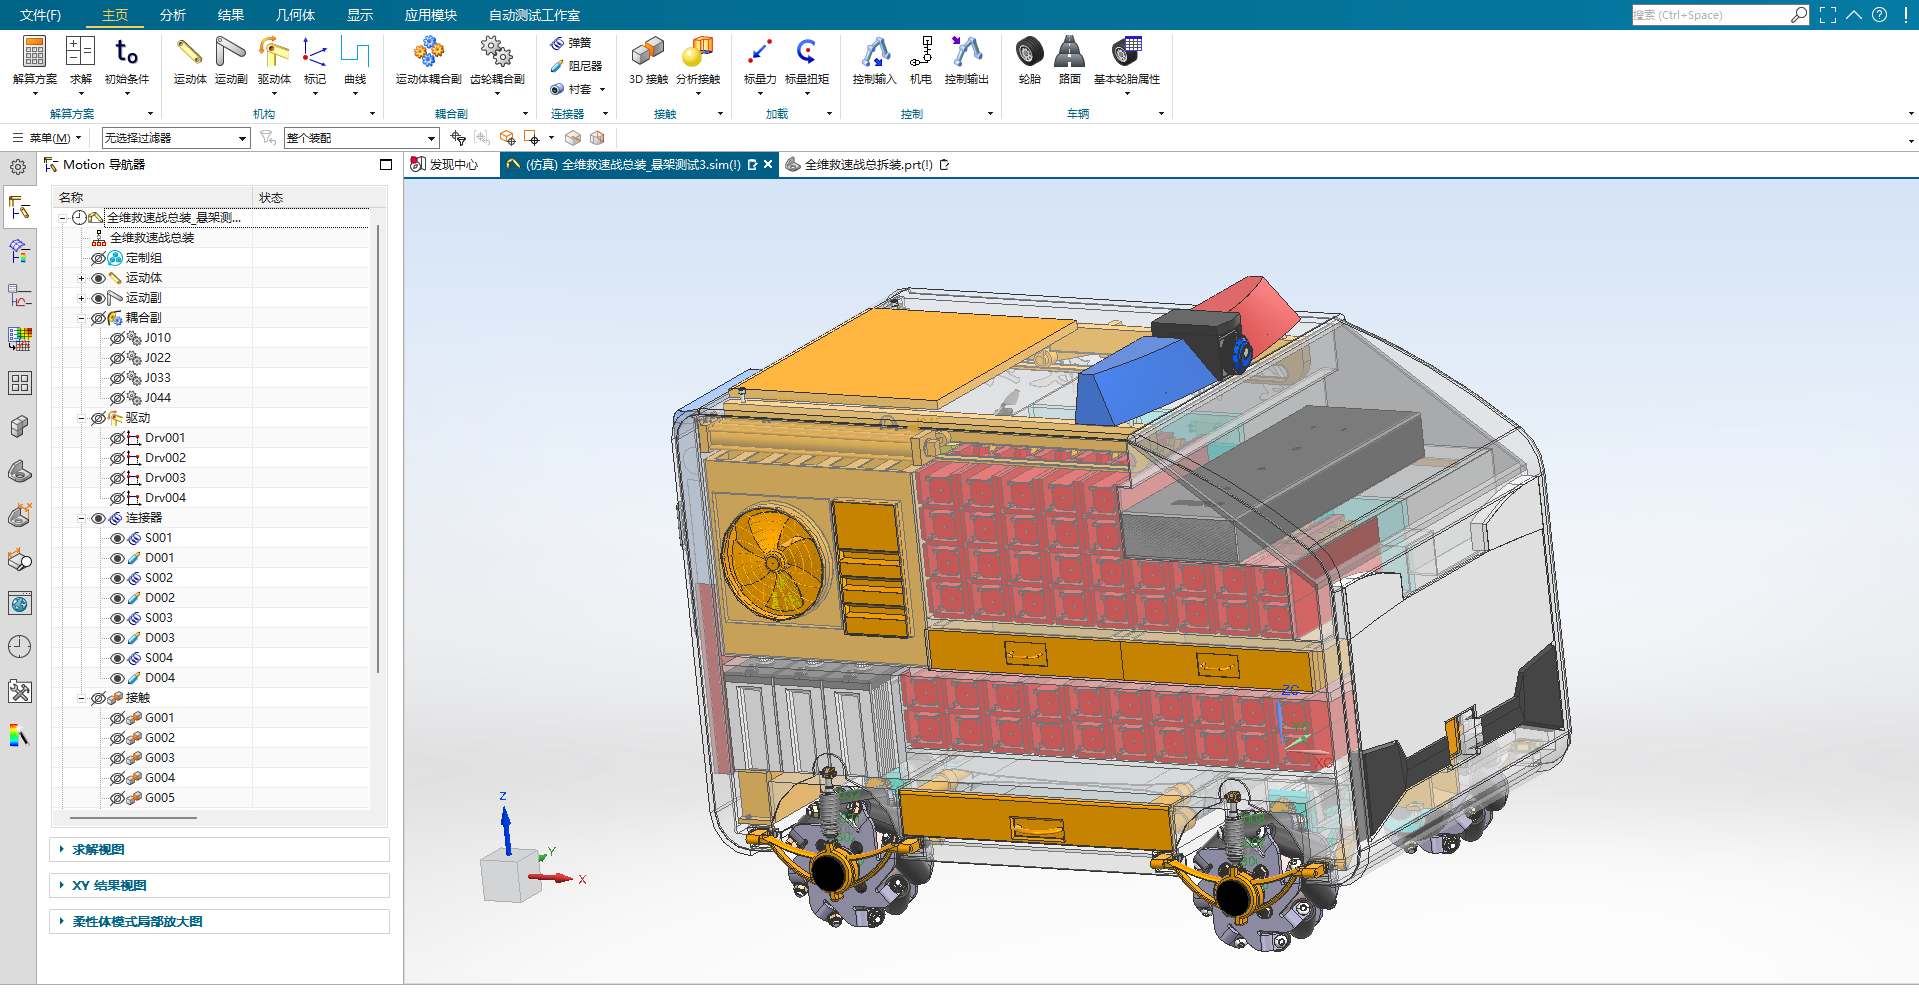 文件(F) 主页 分析 结果 几何体 显示 应用模块 自动测试工作室 搜索 (Ctrl+Space)
弹簧
阻尼器
衬套
解算方案 求解 初始条件 运动体 运动副 驱动体 标记 曲线 运动体耦合副 齿轮耦合副 3D 接触 分析接触 标量力 标量扭矩 控制输入 机电 控制输出 轮胎 路面 基本轮胎属性
解算方案 机构 耦合副 连接器 接触 加载 控制 车辆
菜单(M) 无选择过滤器 整个装配
Motion 导航器 发现中心 (仿真) 全维救速战总装_悬架测试3.sim(!) 全维救速战总拆装.prt(!)
名称 状态
全维救速战总装_悬架测...
全维救速战总装
定制组
运动体
运动副
耦合副
J010
J022
J033
J044
驱动
Drv001
Drv002
Drv003
Drv004
连接器
S001
D001
S002
D002
S003
D003
S004
D004
接触
G001
G002
G003
G004
G005
求解视图
XY 结果视图
柔性体模式局部放大图
Z
Y
X
ZC
YC
XC